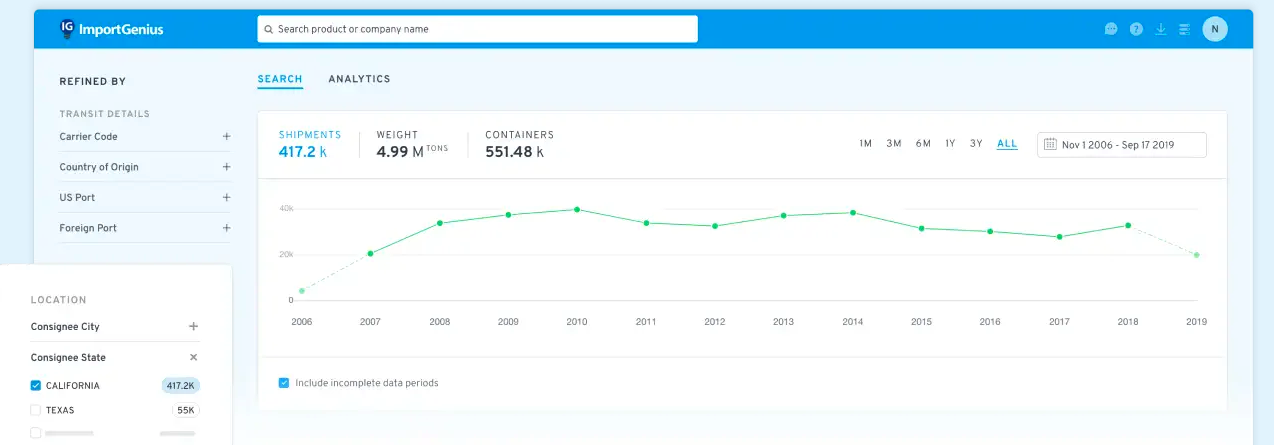 IG ImportGenius
Search product or company name
? N
REFINED BY
TRANSIT DETAILS
Carrier Code +
Country of Origin +
US Port +
Foreign Port +
LOCATION
Consignee City +
Consignee State ×
CALIFORNIA 417.2K
TEXAS 55K
SEARCH ANALYTICS
SHIPMENTS WEIGHT CONTAINERS
417.2 k 4.99 M TONS 551.48 k
1M 3M 6M 1Y 3Y ALL Nov 1 2006 - Sep 17 2019
40k
20k
0
2006 2007 2008 2009 2010 2011 2012 2013 2014 2015 2016 2017 2018 2019
Include incomplete data periods